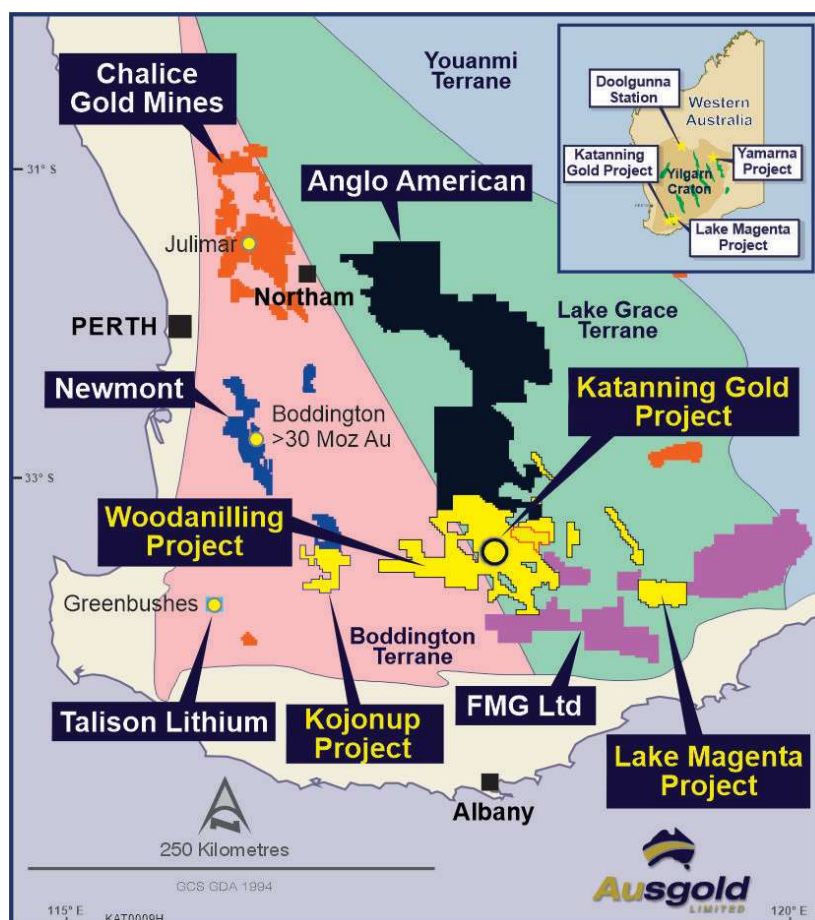 Chalice
Gold Mines
Youanmi
Terrane
Doolgunna
Station
Western
Australia
Katanning
Gold Project
Yilgarn
Craton
Yamarna
Project
Lake Magenta
Project
31° S
Anglo American
Julimar
Northam
PERTH
Lake Grace
Terrane
Newmont
Katanning Gold
Project
Boddington
>30 Moz Au
33° S
Woodanilling
Project
Greenbushes
Boddington
Terrane
Talison Lithium
Kojonup
Project
FMG Ltd
Lake Magenta
Project
Albany
250 Kilometres
GCS GDA 1994
Ausgold
LIMITED
115° E
KAT0009H
120° E